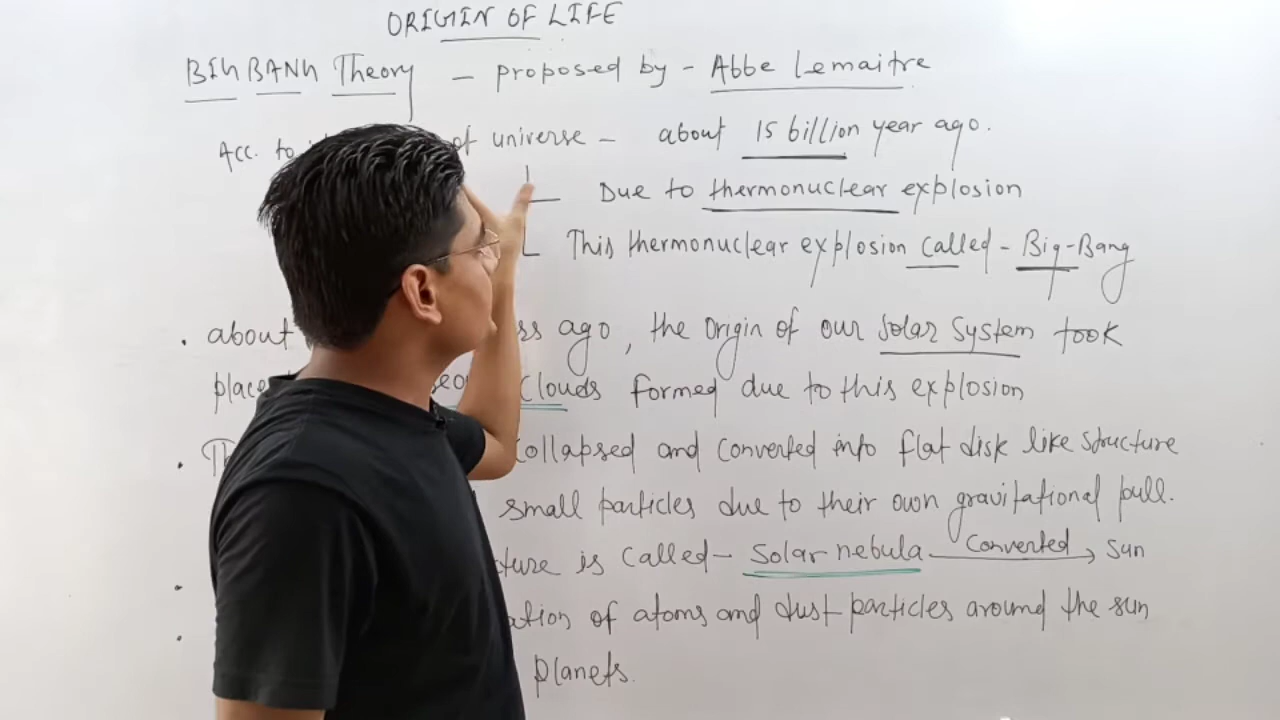 ORIGIN OF LIFE
BIG BANG Theory – proposed by – Abbe Lemaitre
Acc. to of universe – about 15 billion year ago.
Due to thermonuclear explosion
This thermonuclear explosion called – Big-Bang
. about ago, the origin of our solar system took
place clouds formed due to this explosion
. collapsed and converted into flat disk like structure
small particles due to their own gravitational pull.
is called – solar nebula Converted → sun
. of atoms and dust particles around the sun
. planets.